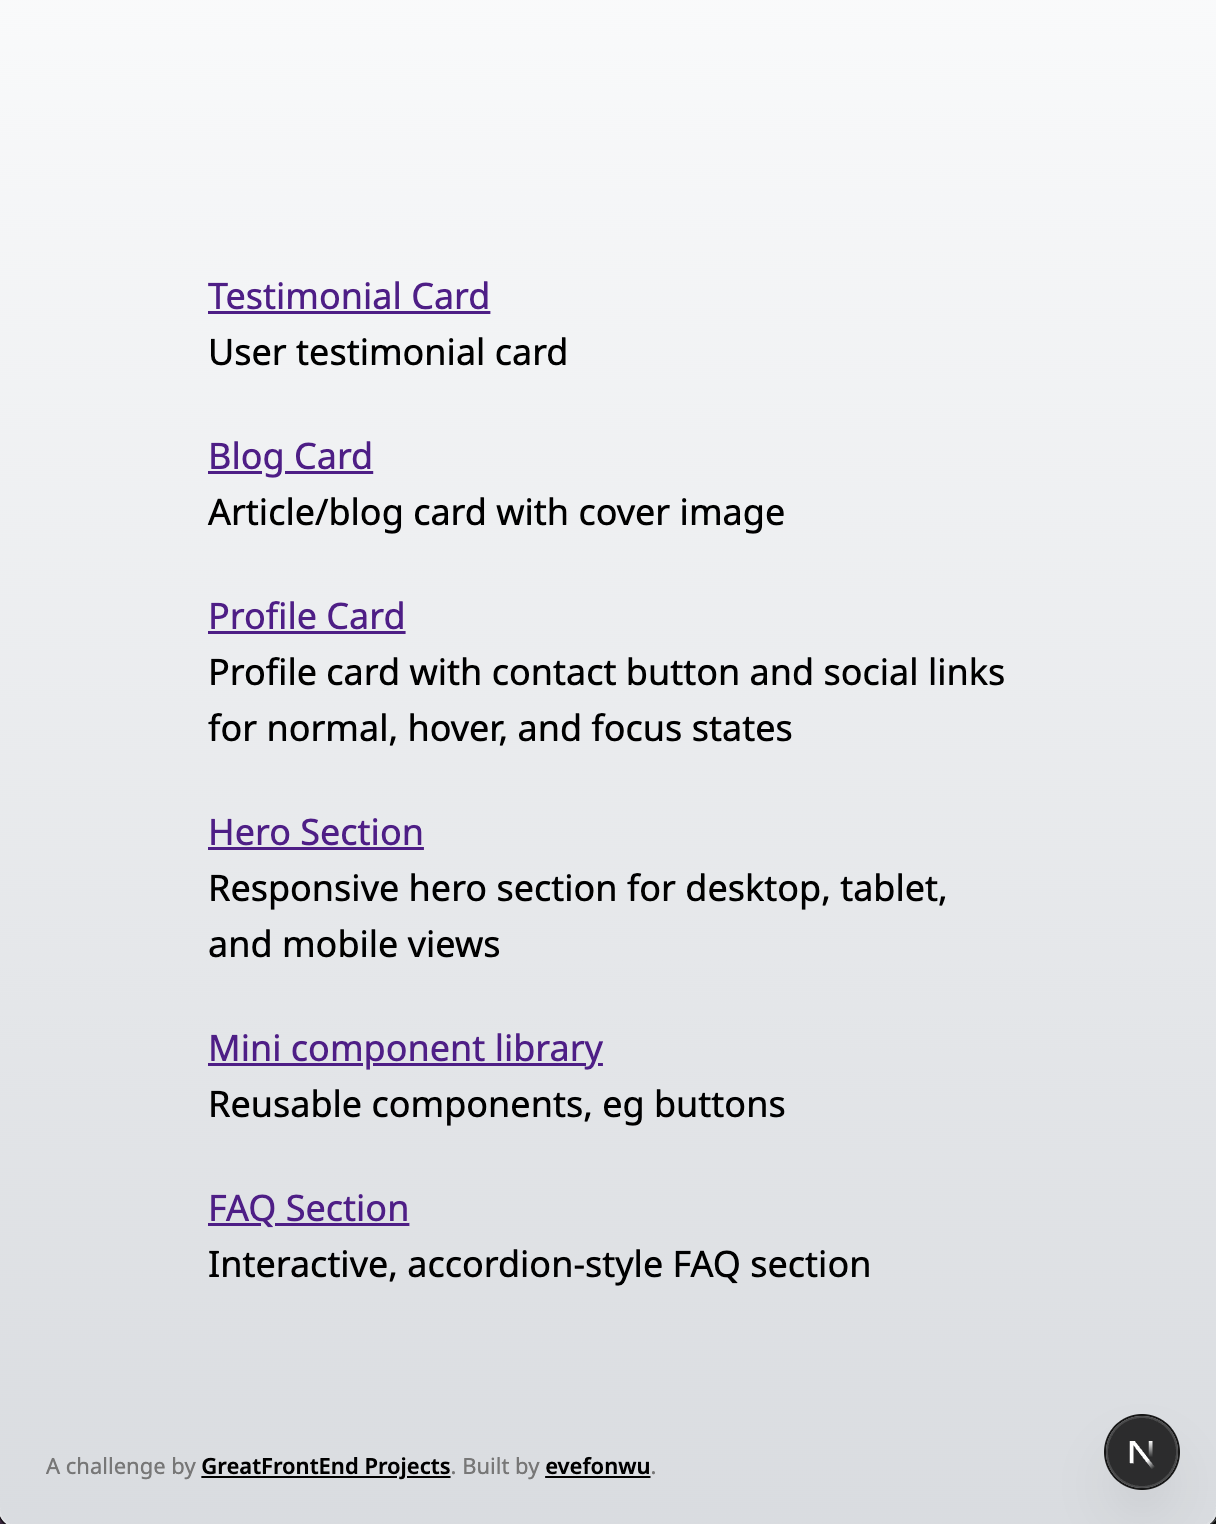 Testimonial Card
User testimonial card
Blog Card
Article/blog card with cover image
Profile Card
Profile card with contact button and social links
for normal, hover, and focus states
Hero Section
Responsive hero section for desktop, tablet,
and mobile views
Mini component library
Reusable components, eg buttons
FAQ Section
Interactive, accordion-style FAQ section
A challenge by GreatFrontEnd Projects. Built by evefonwu.
N